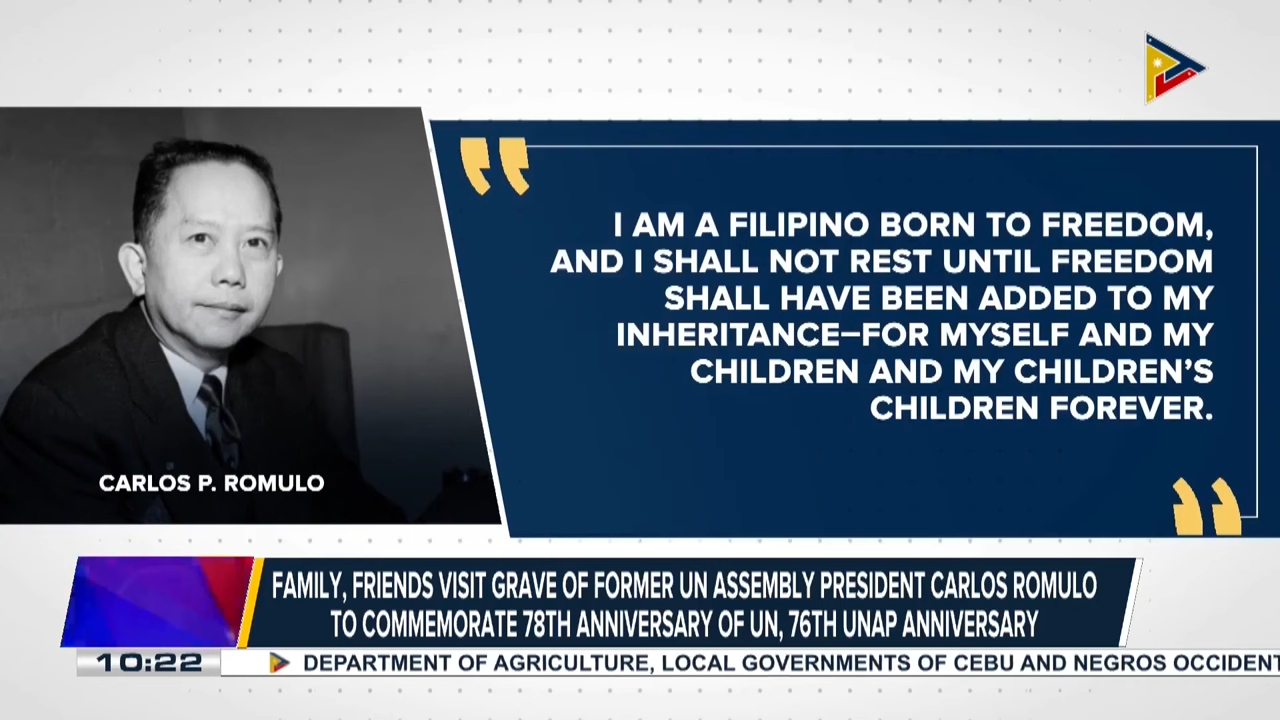 I AM A FILIPINO BORN TO FREEDOM,
AND I SHALL NOT REST UNTIL FREEDOM
SHALL HAVE BEEN ADDED TO MY
INHERITANCE–FOR MYSELF AND MY
CHILDREN AND MY CHILDREN'S
CHILDREN FOREVER.
CARLOS P. ROMULO
FAMILY, FRIENDS VISIT GRAVE OF FORMER UN ASSEMBLY PRESIDENT CARLOS ROMULO
TO COMMEMORATE 78TH ANNIVERSARY OF UN, 76TH UNAP ANNIVERSARY
10:22
DEPARTMENT OF AGRICULTURE, LOCAL GOVERNMENTS OF CEBU AND NEGROS OCCIDENT